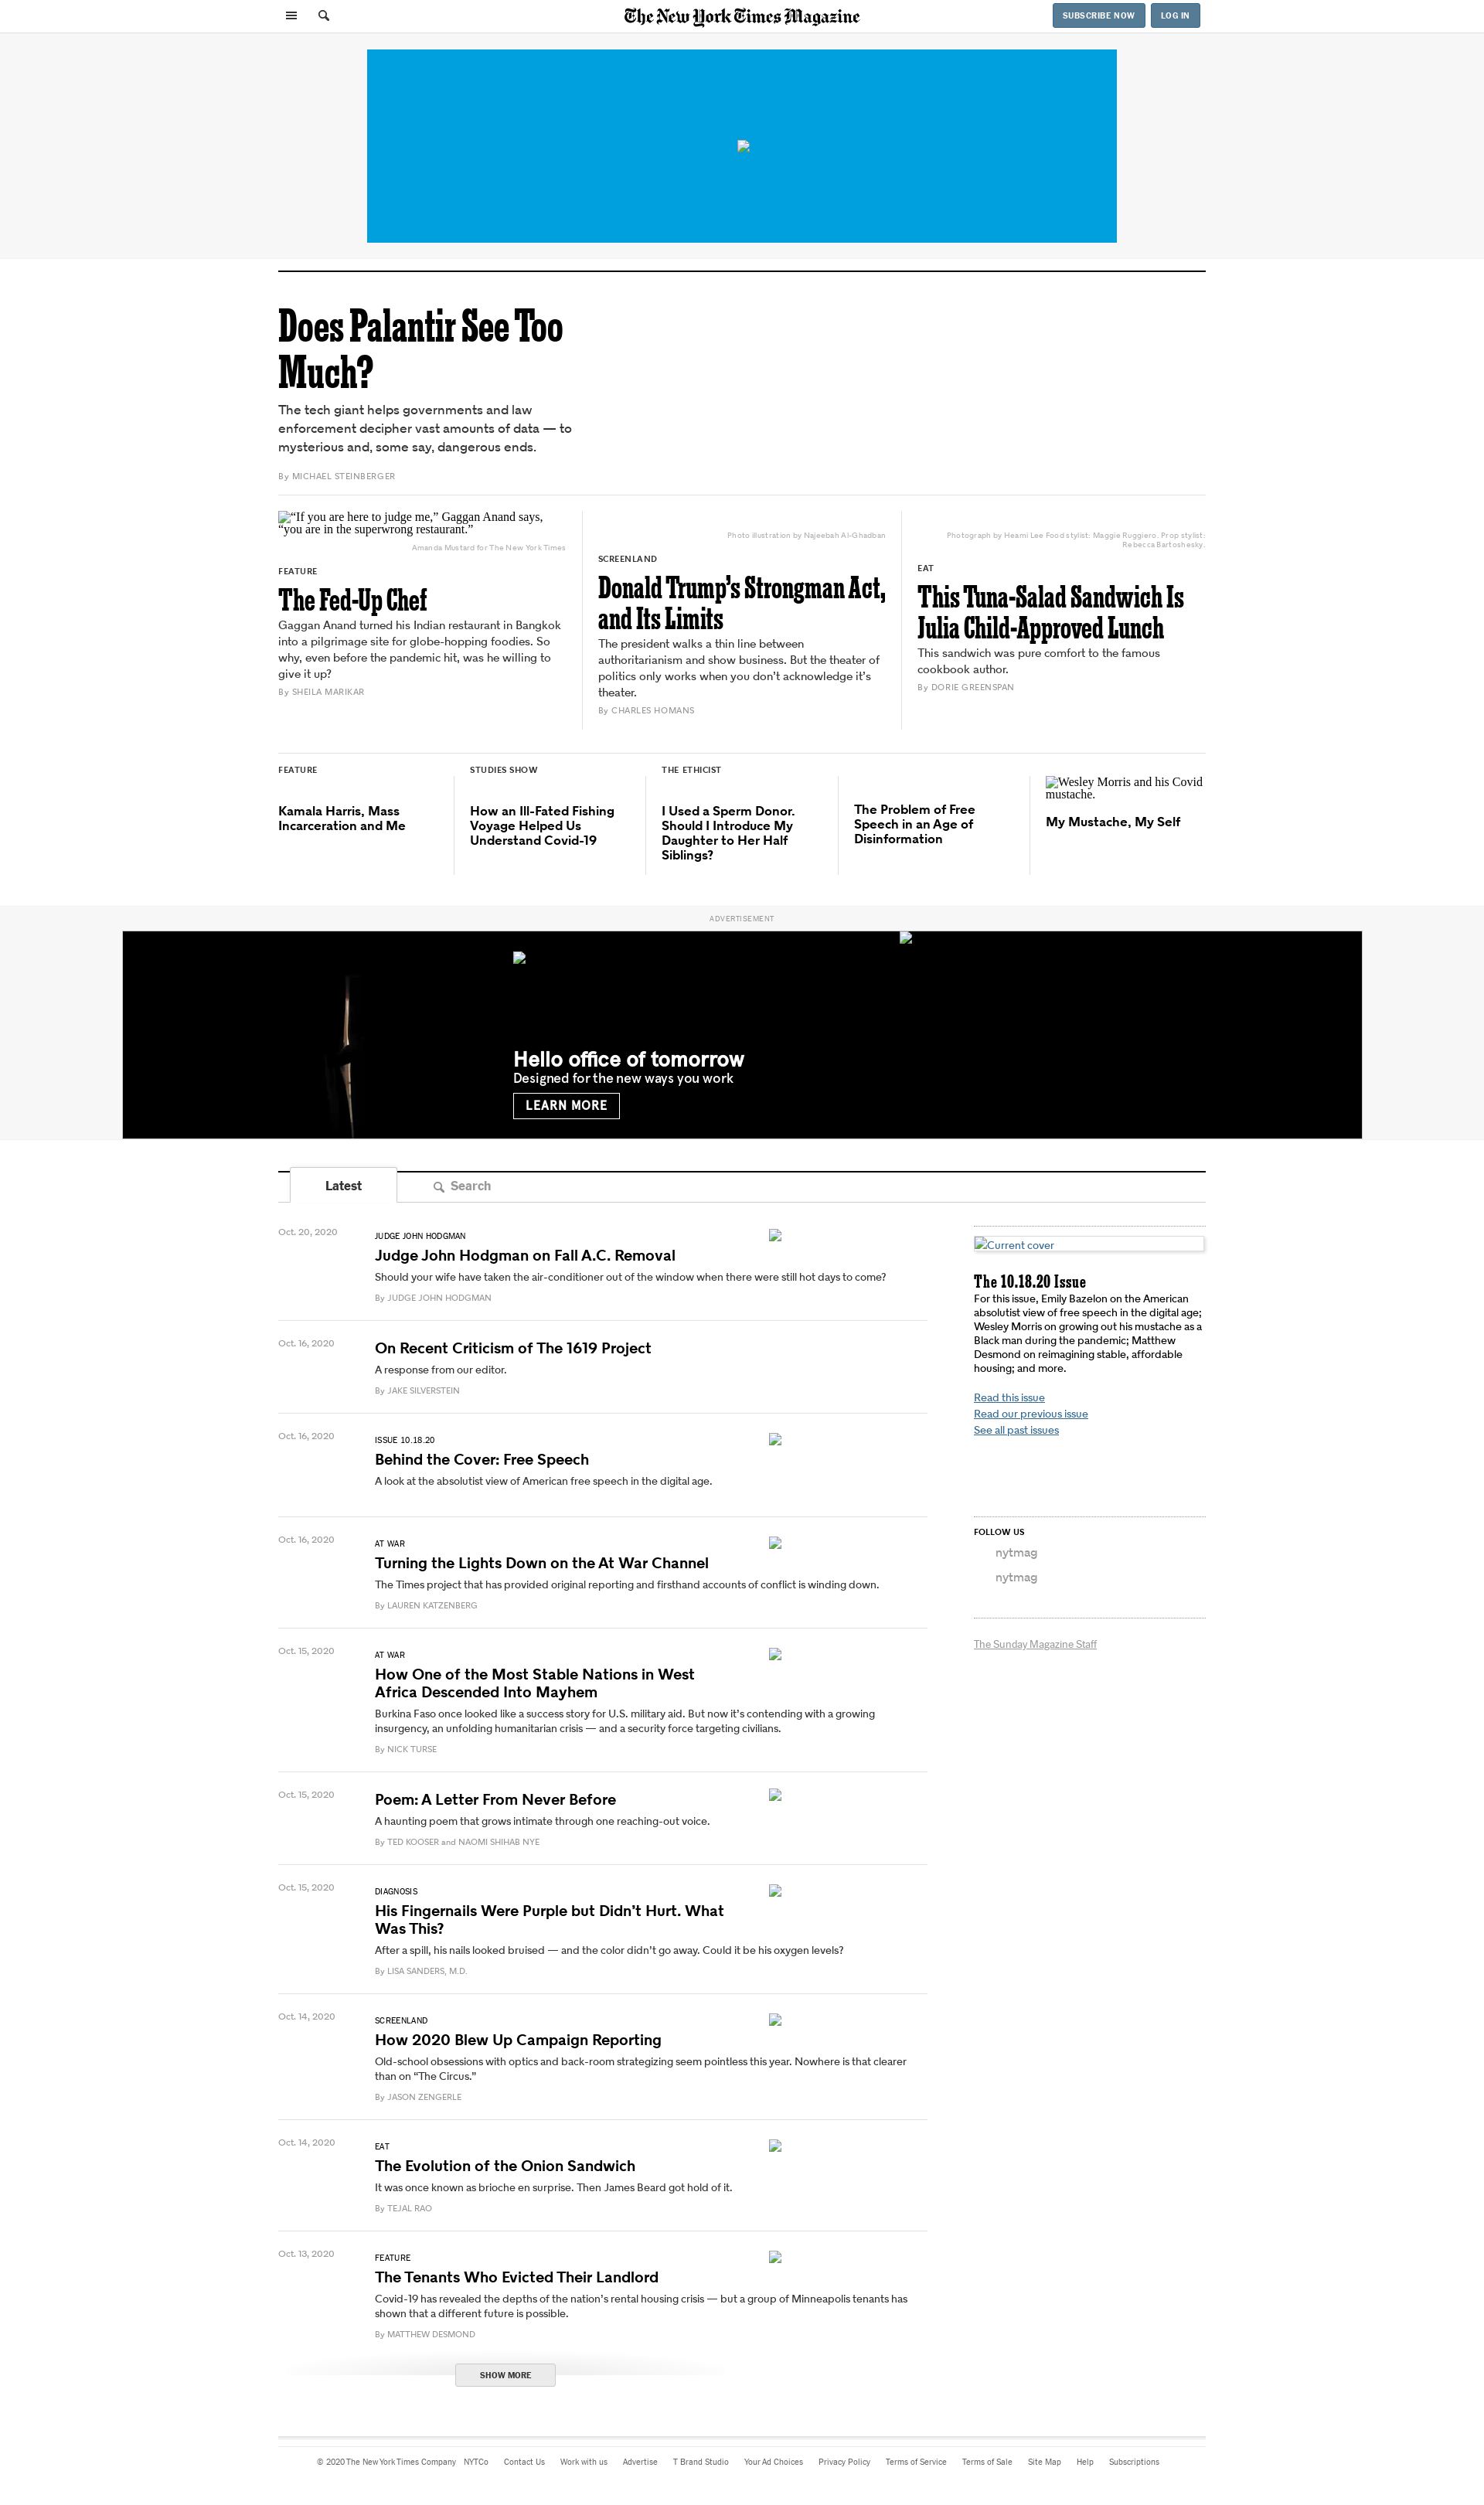 The New York Times Magazine
SUBSCRIBE NOW
LOG IN
Does Palantir See Too
Much?
The tech giant helps governments and law
enforcement decipher vast amounts of data — to
mysterious and, some say, dangerous ends.
By MICHAEL STEINBERGER
“If you are here to judge me,” Gaggan Anand says,
“you are in the superwrong restaurant.”
Amanda Mustard for The New York Times
FEATURE
The Fed-Up Chef
Gaggan Anand turned his Indian restaurant in Bangkok
into a pilgrimage site for globe-hopping foodies. So
why, even before the pandemic hit, was he willing to
give it up?
By SHEILA MARIKAR
Photo illustration by Najeebah Al-Ghadban
SCREENLAND
Donald Trump’s Strongman Act,
and Its Limits
The president walks a thin line between
authoritarianism and show business. But the theater of
politics only works when you don’t acknowledge it’s
theater.
By CHARLES HOMANS
Photograph by Heami Lee Food stylist: Maggie Ruggiero. Prop stylist:
Rebecca Bartoshesky.
EAT
This Tuna-Salad Sandwich Is
Julia Child-Approved Lunch
This sandwich was pure comfort to the famous
cookbook author.
By DORIE GREENSPAN
FEATURE
Kamala Harris, Mass
Incarceration and Me
STUDIES SHOW
How an Ill-Fated Fishing
Voyage Helped Us
Understand Covid-19
THE ETHICIST
I Used a Sperm Donor.
Should I Introduce My
Daughter to Her Half
Siblings?
The Problem of Free
Speech in an Age of
Disinformation
Wesley Morris and his Covid
mustache.
My Mustache, My Self
ADVERTISEMENT
Hello office of tomorrow
Designed for the new ways you work
LEARN MORE
Latest
Search
Oct. 20, 2020
JUDGE JOHN HODGMAN
Judge John Hodgman on Fall A.C. Removal
Should your wife have taken the air-conditioner out of the window when there were still hot days to come?
By JUDGE JOHN HODGMAN
Oct. 16, 2020
On Recent Criticism of The 1619 Project
A response from our editor.
By JAKE SILVERSTEIN
Oct. 16, 2020
ISSUE 10.18.20
Behind the Cover: Free Speech
A look at the absolutist view of American free speech in the digital age.
Oct. 16, 2020
AT WAR
Turning the Lights Down on the At War Channel
The Times project that has provided original reporting and firsthand accounts of conflict is winding down.
By LAUREN KATZENBERG
Oct. 15, 2020
AT WAR
How One of the Most Stable Nations in West
Africa Descended Into Mayhem
Burkina Faso once looked like a success story for U.S. military aid. But now it’s contending with a growing
insurgency, an unfolding humanitarian crisis — and a security force targeting civilians.
By NICK TURSE
Oct. 15, 2020
Poem: A Letter From Never Before
A haunting poem that grows intimate through one reaching-out voice.
By TED KOOSER and NAOMI SHIHAB NYE
Oct. 15, 2020
DIAGNOSIS
His Fingernails Were Purple but Didn’t Hurt. What
Was This?
After a spill, his nails looked bruised — and the color didn’t go away. Could it be his oxygen levels?
By LISA SANDERS, M.D.
Oct. 14, 2020
SCREENLAND
How 2020 Blew Up Campaign Reporting
Old-school obsessions with optics and back-room strategizing seem pointless this year. Nowhere is that clearer
than on “The Circus.”
By JASON ZENGERLE
Oct. 14, 2020
EAT
The Evolution of the Onion Sandwich
It was once known as brioche en surprise. Then James Beard got hold of it.
By TEJAL RAO
Oct. 13, 2020
FEATURE
The Tenants Who Evicted Their Landlord
Covid-19 has revealed the depths of the nation’s rental housing crisis — but a group of Minneapolis tenants has
shown that a different future is possible.
By MATTHEW DESMOND
SHOW MORE
Current cover
The 10.18.20 Issue
For this issue, Emily Bazelon on the American
absolutist view of free speech in the digital age;
Wesley Morris on growing out his mustache as a
Black man during the pandemic; Matthew
Desmond on reimagining stable, affordable
housing; and more.
Read this issue
Read our previous issue
See all past issues
FOLLOW US
nytmag
nytmag
The Sunday Magazine Staff
© 2020 The New York Times Company NYTCo Contact Us Work with us Advertise T Brand Studio Your Ad Choices Privacy Policy Terms of Service Terms of Sale Site Map Help Subscriptions